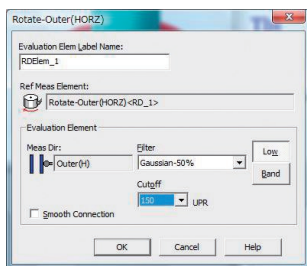 Rotate-Outer(HORZ)
Evaluation Elem Label Name:
RDElem_1
Ref Meas Element:
Rotate-Outer(HORZ)<RD_1>
Evaluation Element
Meas Dir:
Outer(H)
Filter
Gaussian-50%
Low
Band
Cutoff
150
UPR
Smooth Connection
OK
Cancel
Help